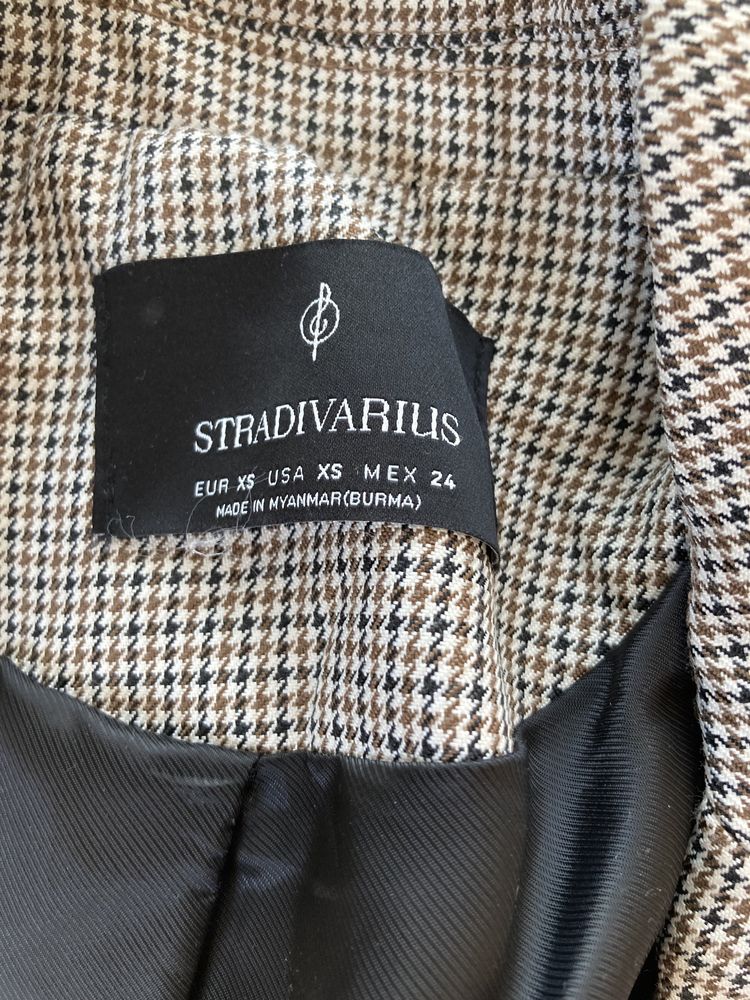 STRADIVARIUS
EUR XS USA XS MEX 24
MADE IN MYANMAR(BURMA)